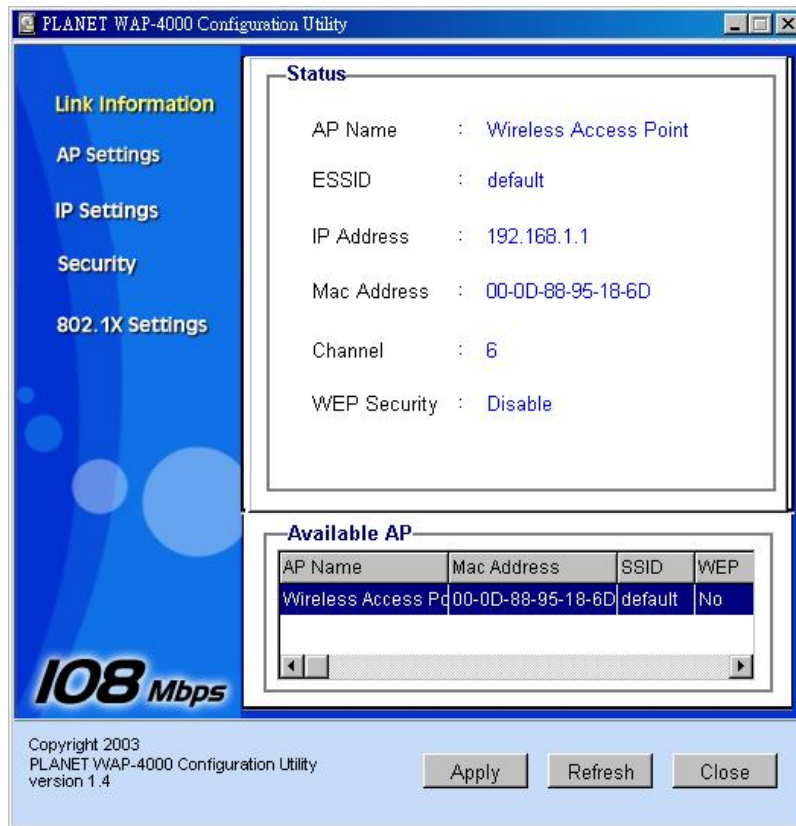 PLANET WAP-4000 Configuration Utility
Link Information
AP Settings
IP Settings
Security
802.1X Settings
108 Mbps
Status
AP Name : Wireless Access Point
ESSID : default
IP Address : 192.168.1.1
Mac Address : 00-0D-88-95-18-6D
Channel : 6
WEP Security : Disable
Available AP
AP Name Mac Address SSID WEP
Wireless Access Po 00-0D-88-95-18-6D default No
Copyright 2003
PLANET WAP-4000 Configuration Utility
version 1.4
Apply Refresh Close